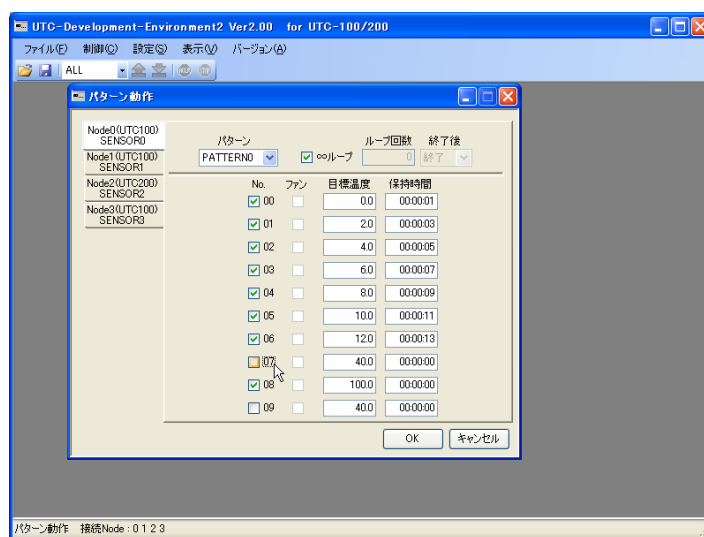 UTC-Development-Environment2 Ver2.00 for UTC-100/200
ファイル(F) 制御(C) 設定(S) 表示(V) バージョン(A)
ALL
パターン動作
Node0(UTC100)
SENSOR0
Node1(UTC100)
SENSOR1
Node2(UTC200)
SENSOR2
Node3(UTC100)
SENSOR3
パターン ループ回数 終了後
PATTERN0 ∞ループ 0 終了
No. ファン 目標温度 保持時間
00 0.0 00:00:01
01 2.0 00:00:03
02 4.0 00:00:05
03 6.0 00:00:07
04 8.0 00:00:09
05 10.0 00:00:11
06 12.0 00:00:13
07 40.0 00:00:00
08 100.0 00:00:00
09 40.0 00:00:00
OK キャンセル
パターン動作 接続Node : 0 1 2 3